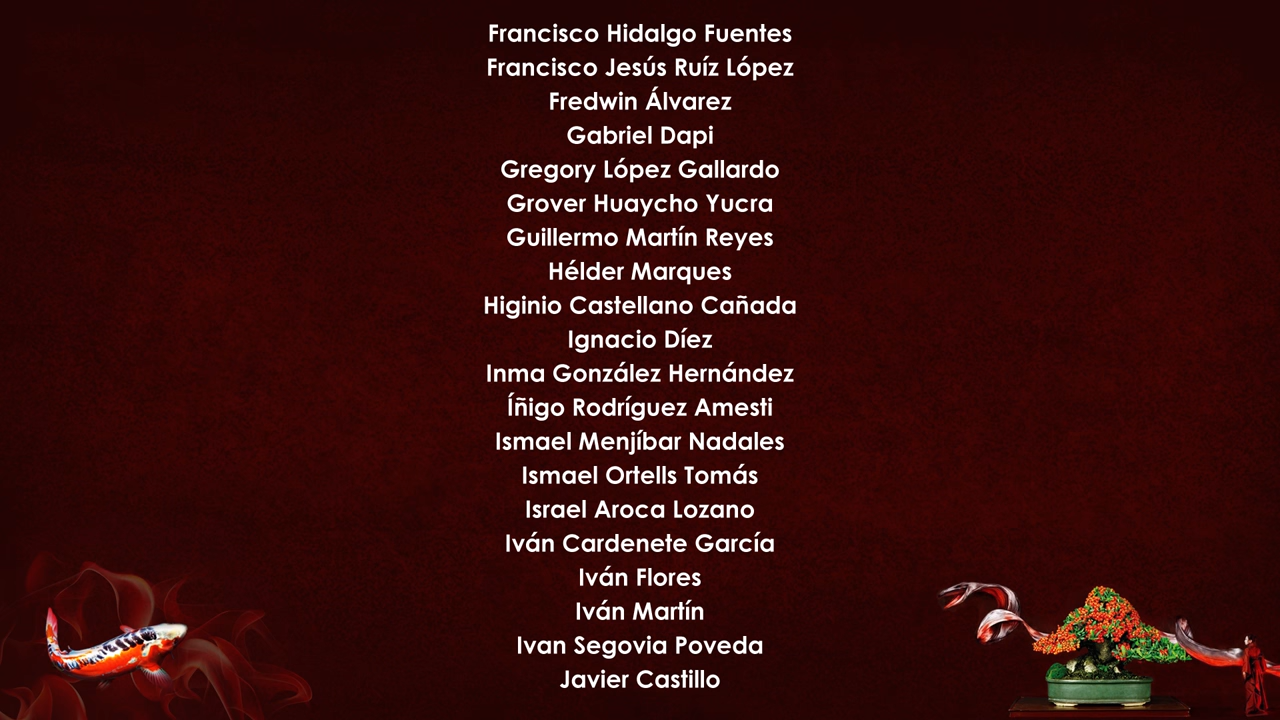 Francisco Hidalgo Fuentes
Francisco Jesús Ruíz López
Fredwin Álvarez
Gabriel Dapi
Gregory López Gallardo
Grover Huaycho Yucra
Guillermo Martín Reyes
Hélder Marques
Higinio Castellano Cañada
Ignacio Díez
Inma González Hernández
Íñigo Rodríguez Amesti
Ismael Menjíbar Nadales
Ismael Ortells Tomás
Israel Aroca Lozano
Iván Cardenete García
Iván Flores
Iván Martín
Ivan Segovia Poveda
Javier Castillo